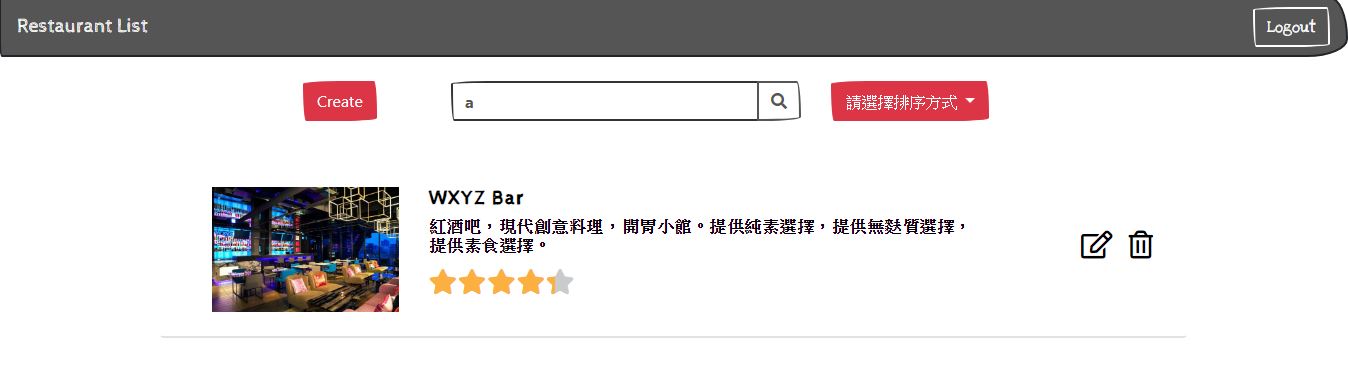 Restaurant List
Logout
Create
a
請選擇排序方式
WXYZ Bar
紅酒吧，現代創意料理，開胃小館。提供純素選擇，提供無麩質選擇，
提供素食選擇。